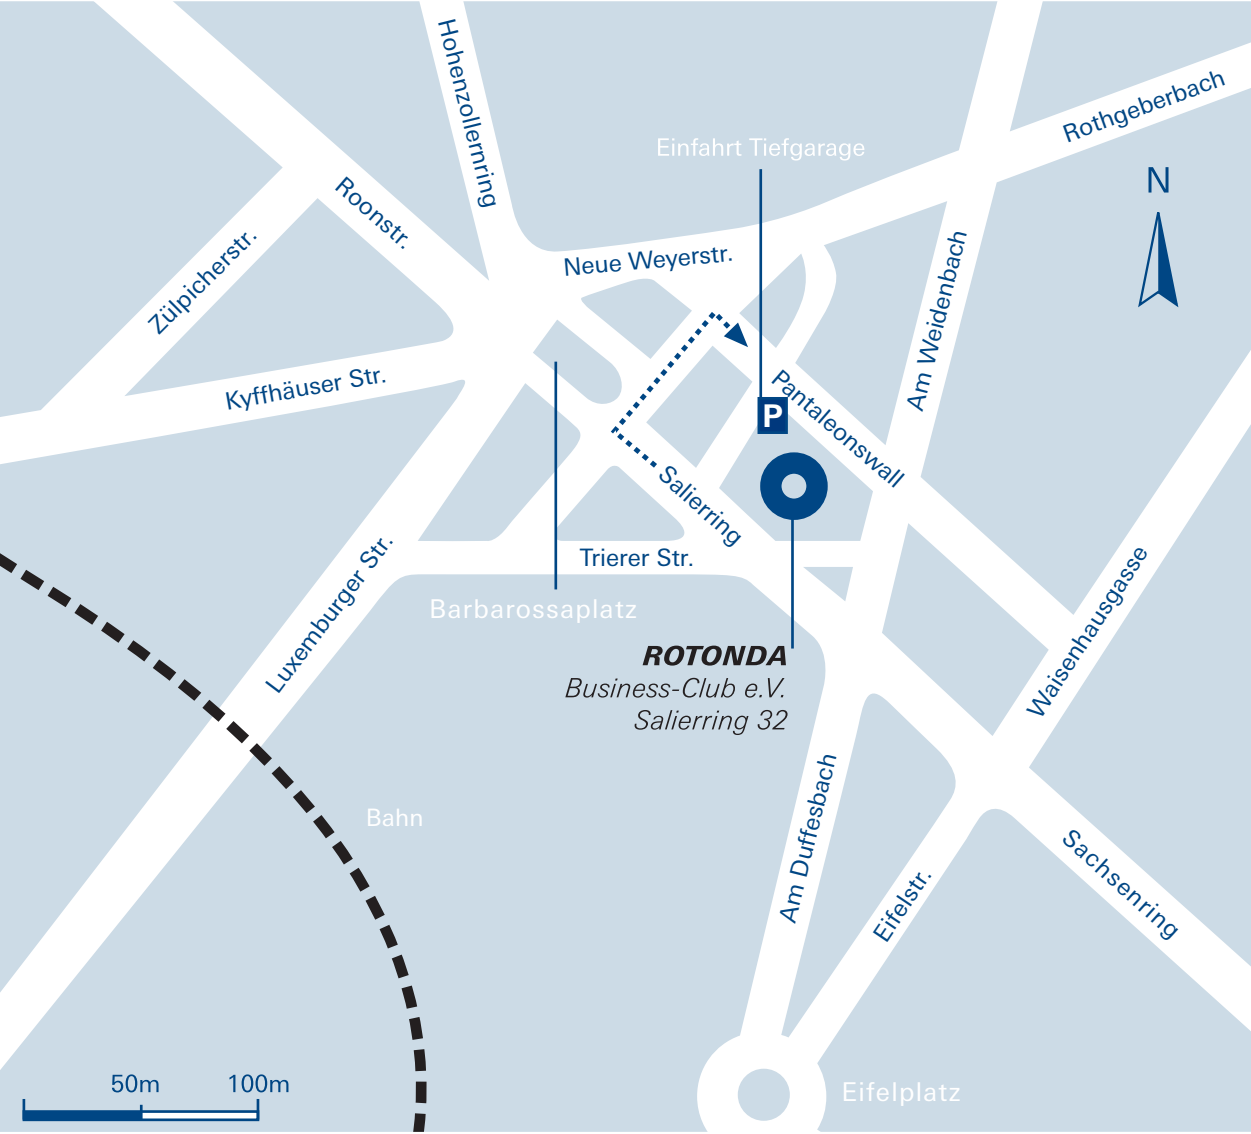 Hohenzollernring
Rothgeberbach
Einfahrt Tiefgarage
N
Roonstr.
Zülpicherstr.
Neue Weyerstr.
Am Weidenbach
Kyffhäuser Str.
Pantaleonswall
P
Salierring
Trierer Str.
Luxemburger Str.
Barbarossaplatz
Waisenhausgasse
ROTONDA
Business-Club e.V.
Salierring 32
Bahn
Am Duffesbach
Eifelstr.
Sachsenring
50m
100m
Eifelplatz